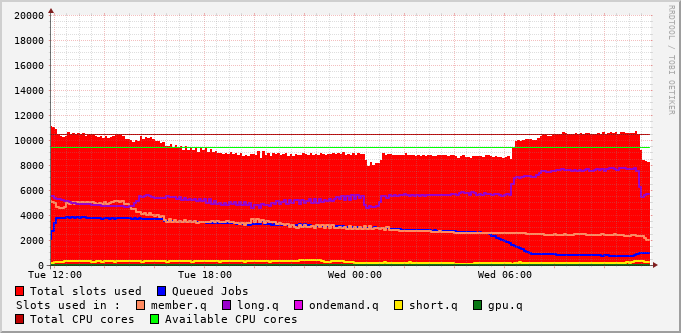 RRDTOOL / TOBI OETIKER
20000
18000
16000
14000
12000
10000
8000
6000
4000
2000
0
Tue 12:00 Tue 18:00 Wed 00:00 Wed 06:00
Total slots used Queued Jobs
Slots used in : member.q long.q ondemand.q short.q gpu.q
Total CPU cores Available CPU cores